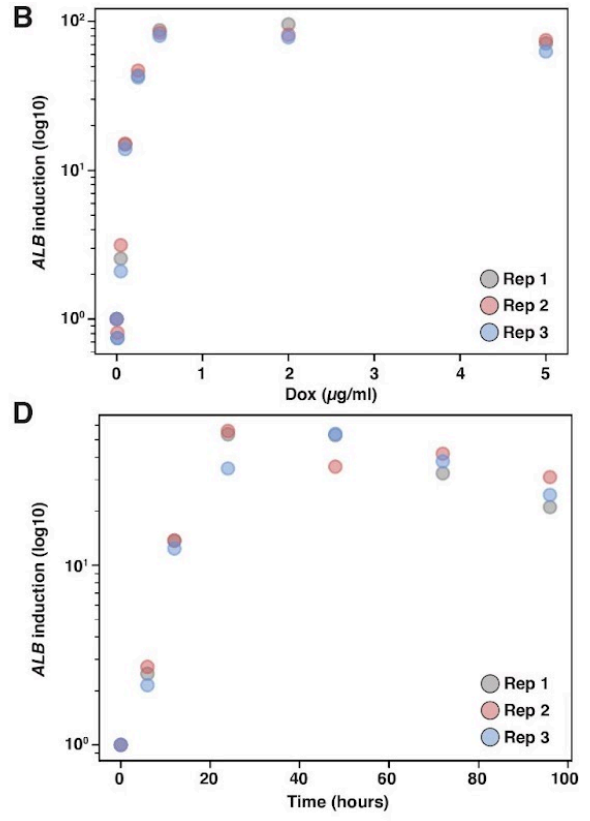 B
ALB induction (log10)
10²
10¹
10⁰
Rep 1
Rep 2
Rep 3
0 1 2 3 4 5
Dox (µg/ml)
D
ALB induction (log10)
10¹
10⁰
Rep 1
Rep 2
Rep 3
0 20 40 60 80 100
Time (hours)